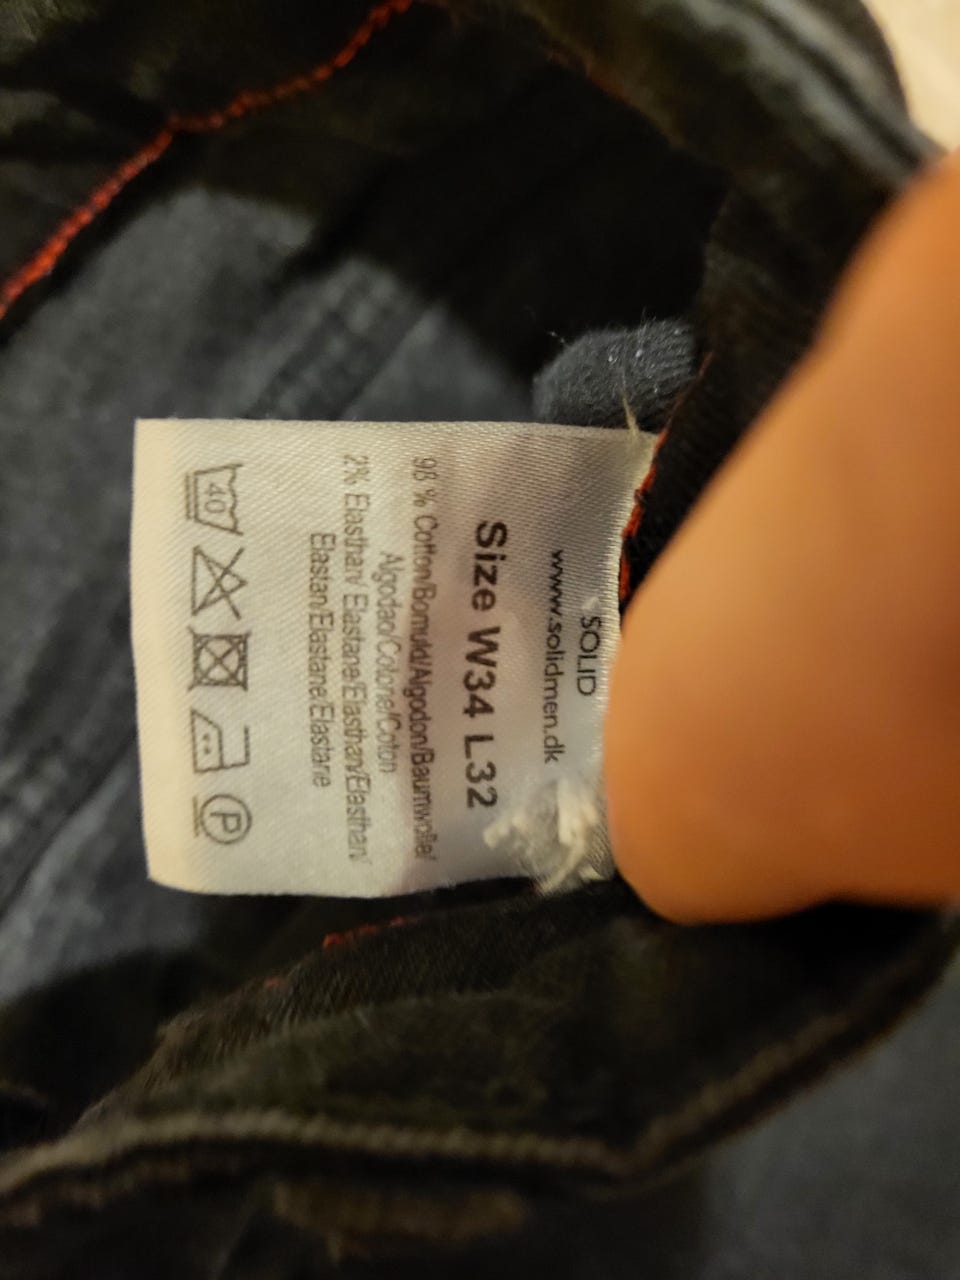 SOLID
www.solidmen.dk
Size W34 L32
98 % Cotton/Bomuld/Algodon/Baumwolle/
Algodao/Cotone/Coton
2% Elasthan/ Elastane/Elasthan/Elasthan/
Elastan/Elastane/Elastane
40
P